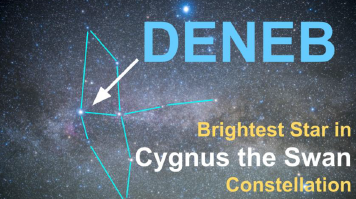 DENEB
Brightest Star in
Cygnus the Swan
Constellation